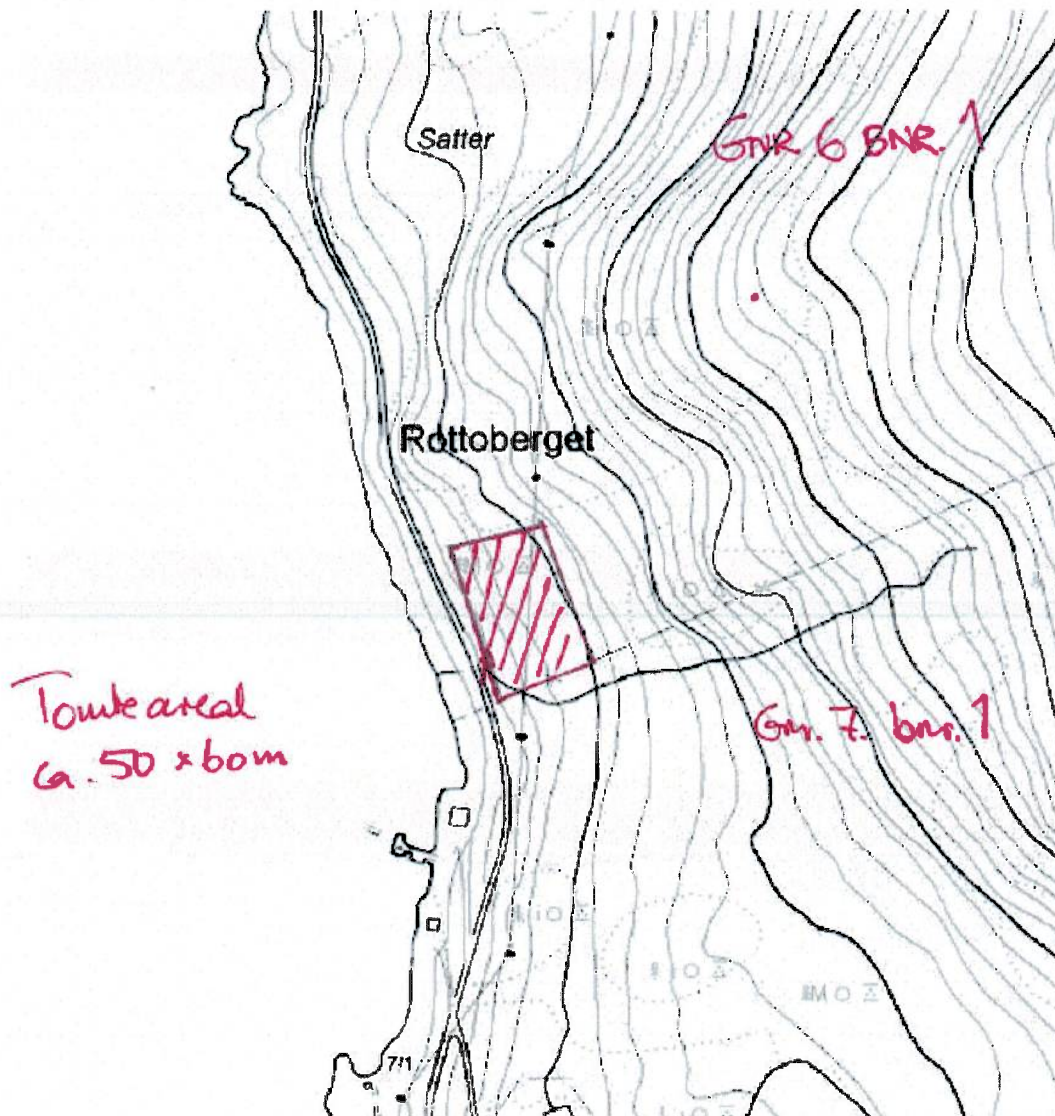 Satter
GNR 6 BNR. 1
Rottoberget
Tomteareal
ca. 50 x 60m
Gnr. 7. bnr. 1
7/1